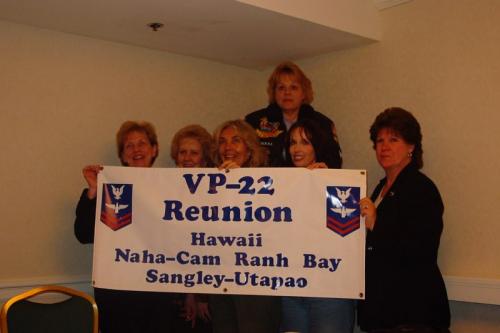 VP-22
Reunion
Hawaii
Naha-Cam Ranh Bay
Sangley-Utapao